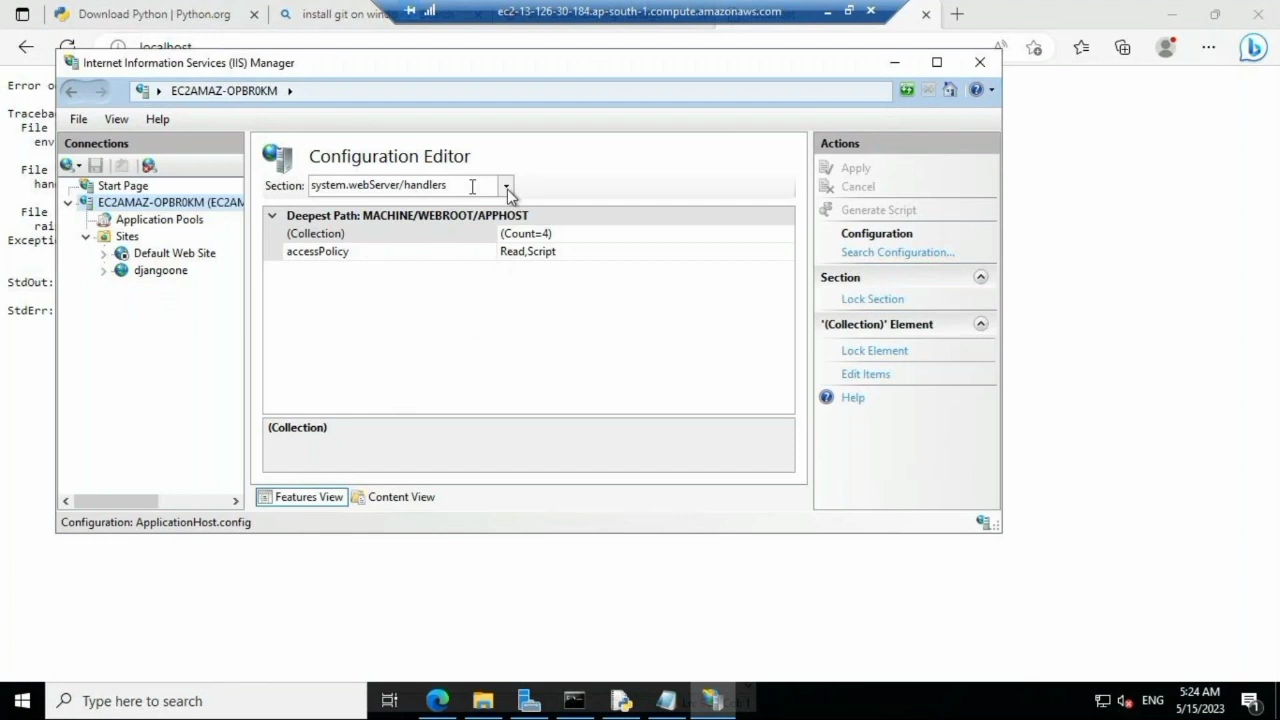 Download Python | Python.org
install git on win
ec2-13-126-30-184.ap-south-1.compute.amazonaws.com
localhost
Internet Information Services (IIS) Manager
EC2AMAZ-OPBR0KM
File View Help
Connections
Start Page
EC2AMAZ-OPBR0KM (EC2AM
Application Pools
Sites
Default Web Site
djangoone
Configuration Editor
Section: system.webServer/handlers
Deepest Path: MACHINE/WEBROOT/APPHOST
(Collection) (Count=4)
accessPolicy Read,Script
(Collection)
Features View Content View
Configuration: ApplicationHost.config
Actions
Apply
Cancel
Generate Script
Configuration
Search Configuration...
Section
Lock Section
'(Collection)' Element
Lock Element
Edit Items
Help
Error o
Traceba
File
env
File
han
File
rai
Exceptio
StdOut:
StdErr:
Type here to search
ENG
5:24 AM
5/15/2023